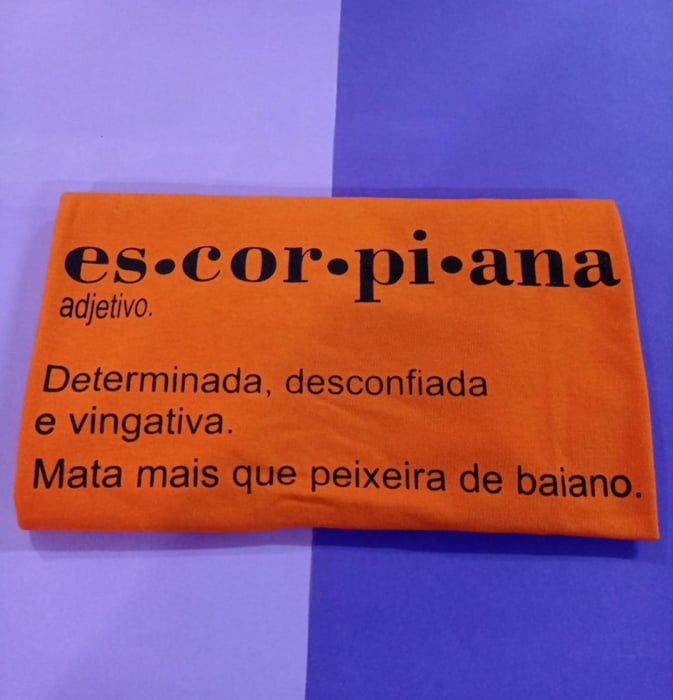 es•cor•pi•ana
adjetivo.
Determinada, desconfiada
e vingativa.
Mata mais que peixeira de baiano.